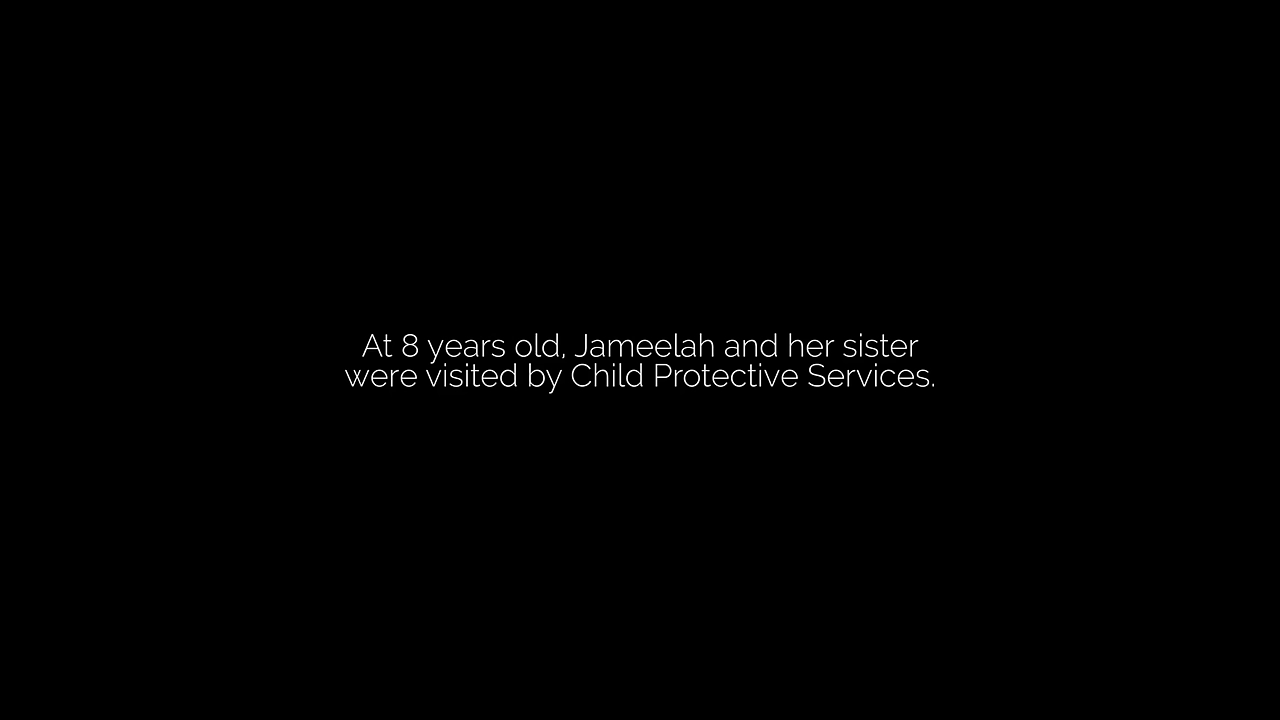 At 8 years old, Jameelah and her sister
were visited by Child Protective Services.